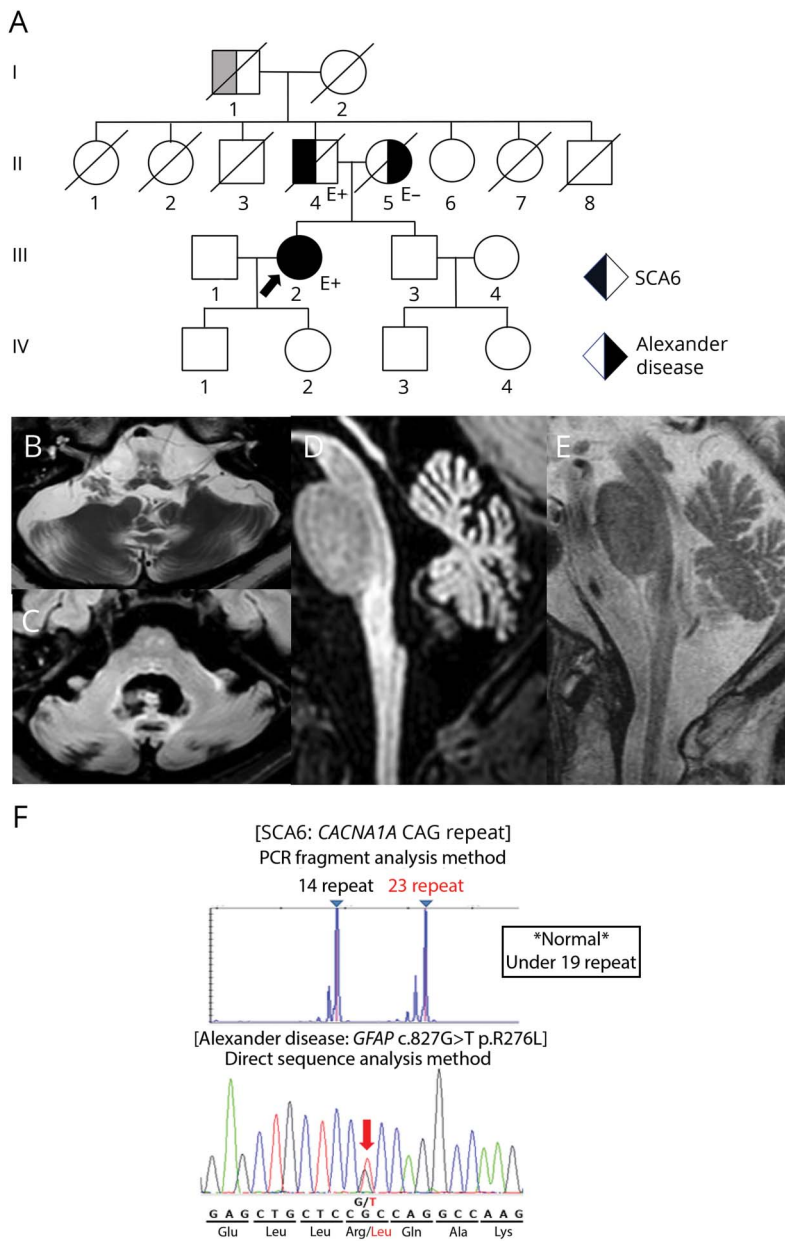 A
I
1
2
II
E+
E−
1
2
3
4
5
6
7
8
III
E+
1
2
3
4
SCA6
IV
1
2
3
4
Alexander
disease
B
D
E
C
F
[SCA6: CACNA1A CAG repeat]
PCR fragment analysis method
14 repeat
23 repeat
*Normal*
Under 19 repeat
[Alexander disease: GFAP c.827G>T p.R276L]
Direct sequence analysis method
G/T
G A G C T G C T C C G C C A G G C C A A G
Glu Leu Leu Arg/Leu Gln Ala Lys